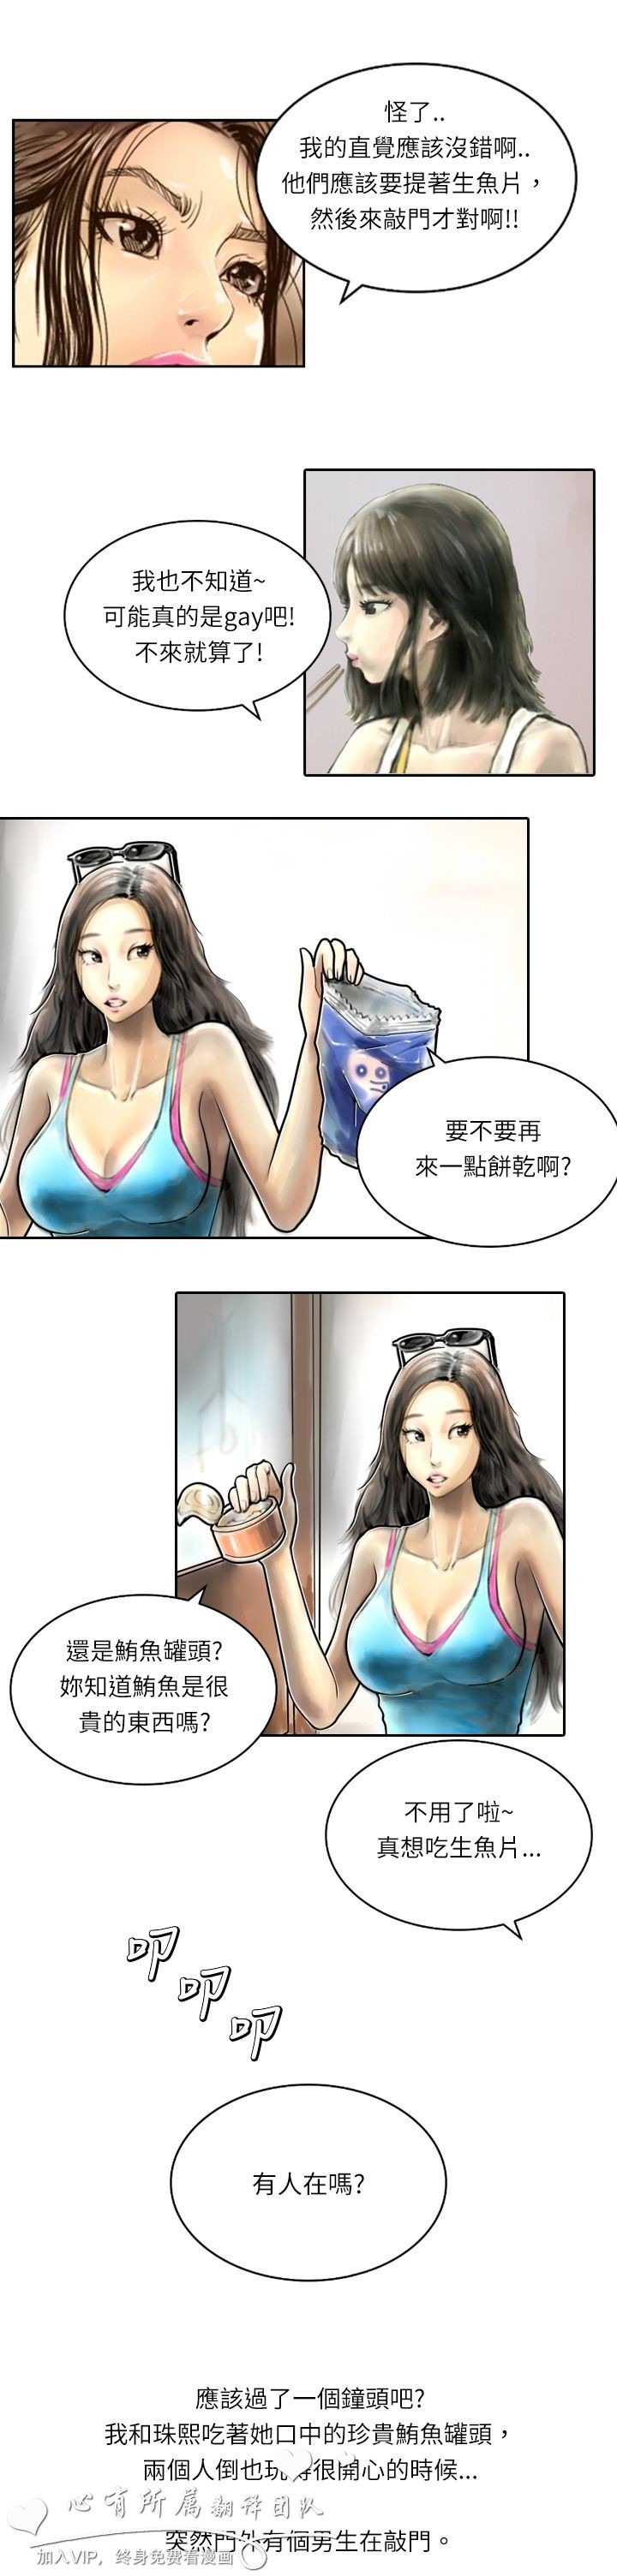 怪了..
我的直覺應該沒錯啊..
他們應該要提著生魚片，
然後來敲門才對啊!!
我也不知道~
可能真的是gay吧!
不來就算了!
要不要再
來一點餅乾啊?
還是鮪魚罐頭?
妳知道鮪魚是很
貴的東西嗎?
不用了啦~
真想吃生魚片...
叩
叩
叩
有人在嗎?
應該過了一個鐘頭吧?
我和珠熙吃著她口中的珍貴鮪魚罐頭，
兩個人倒也玩得很開心的時候...
心有所属翻译团队
突然門外有個男生在敲門。
加入VIP，终身免费看漫画